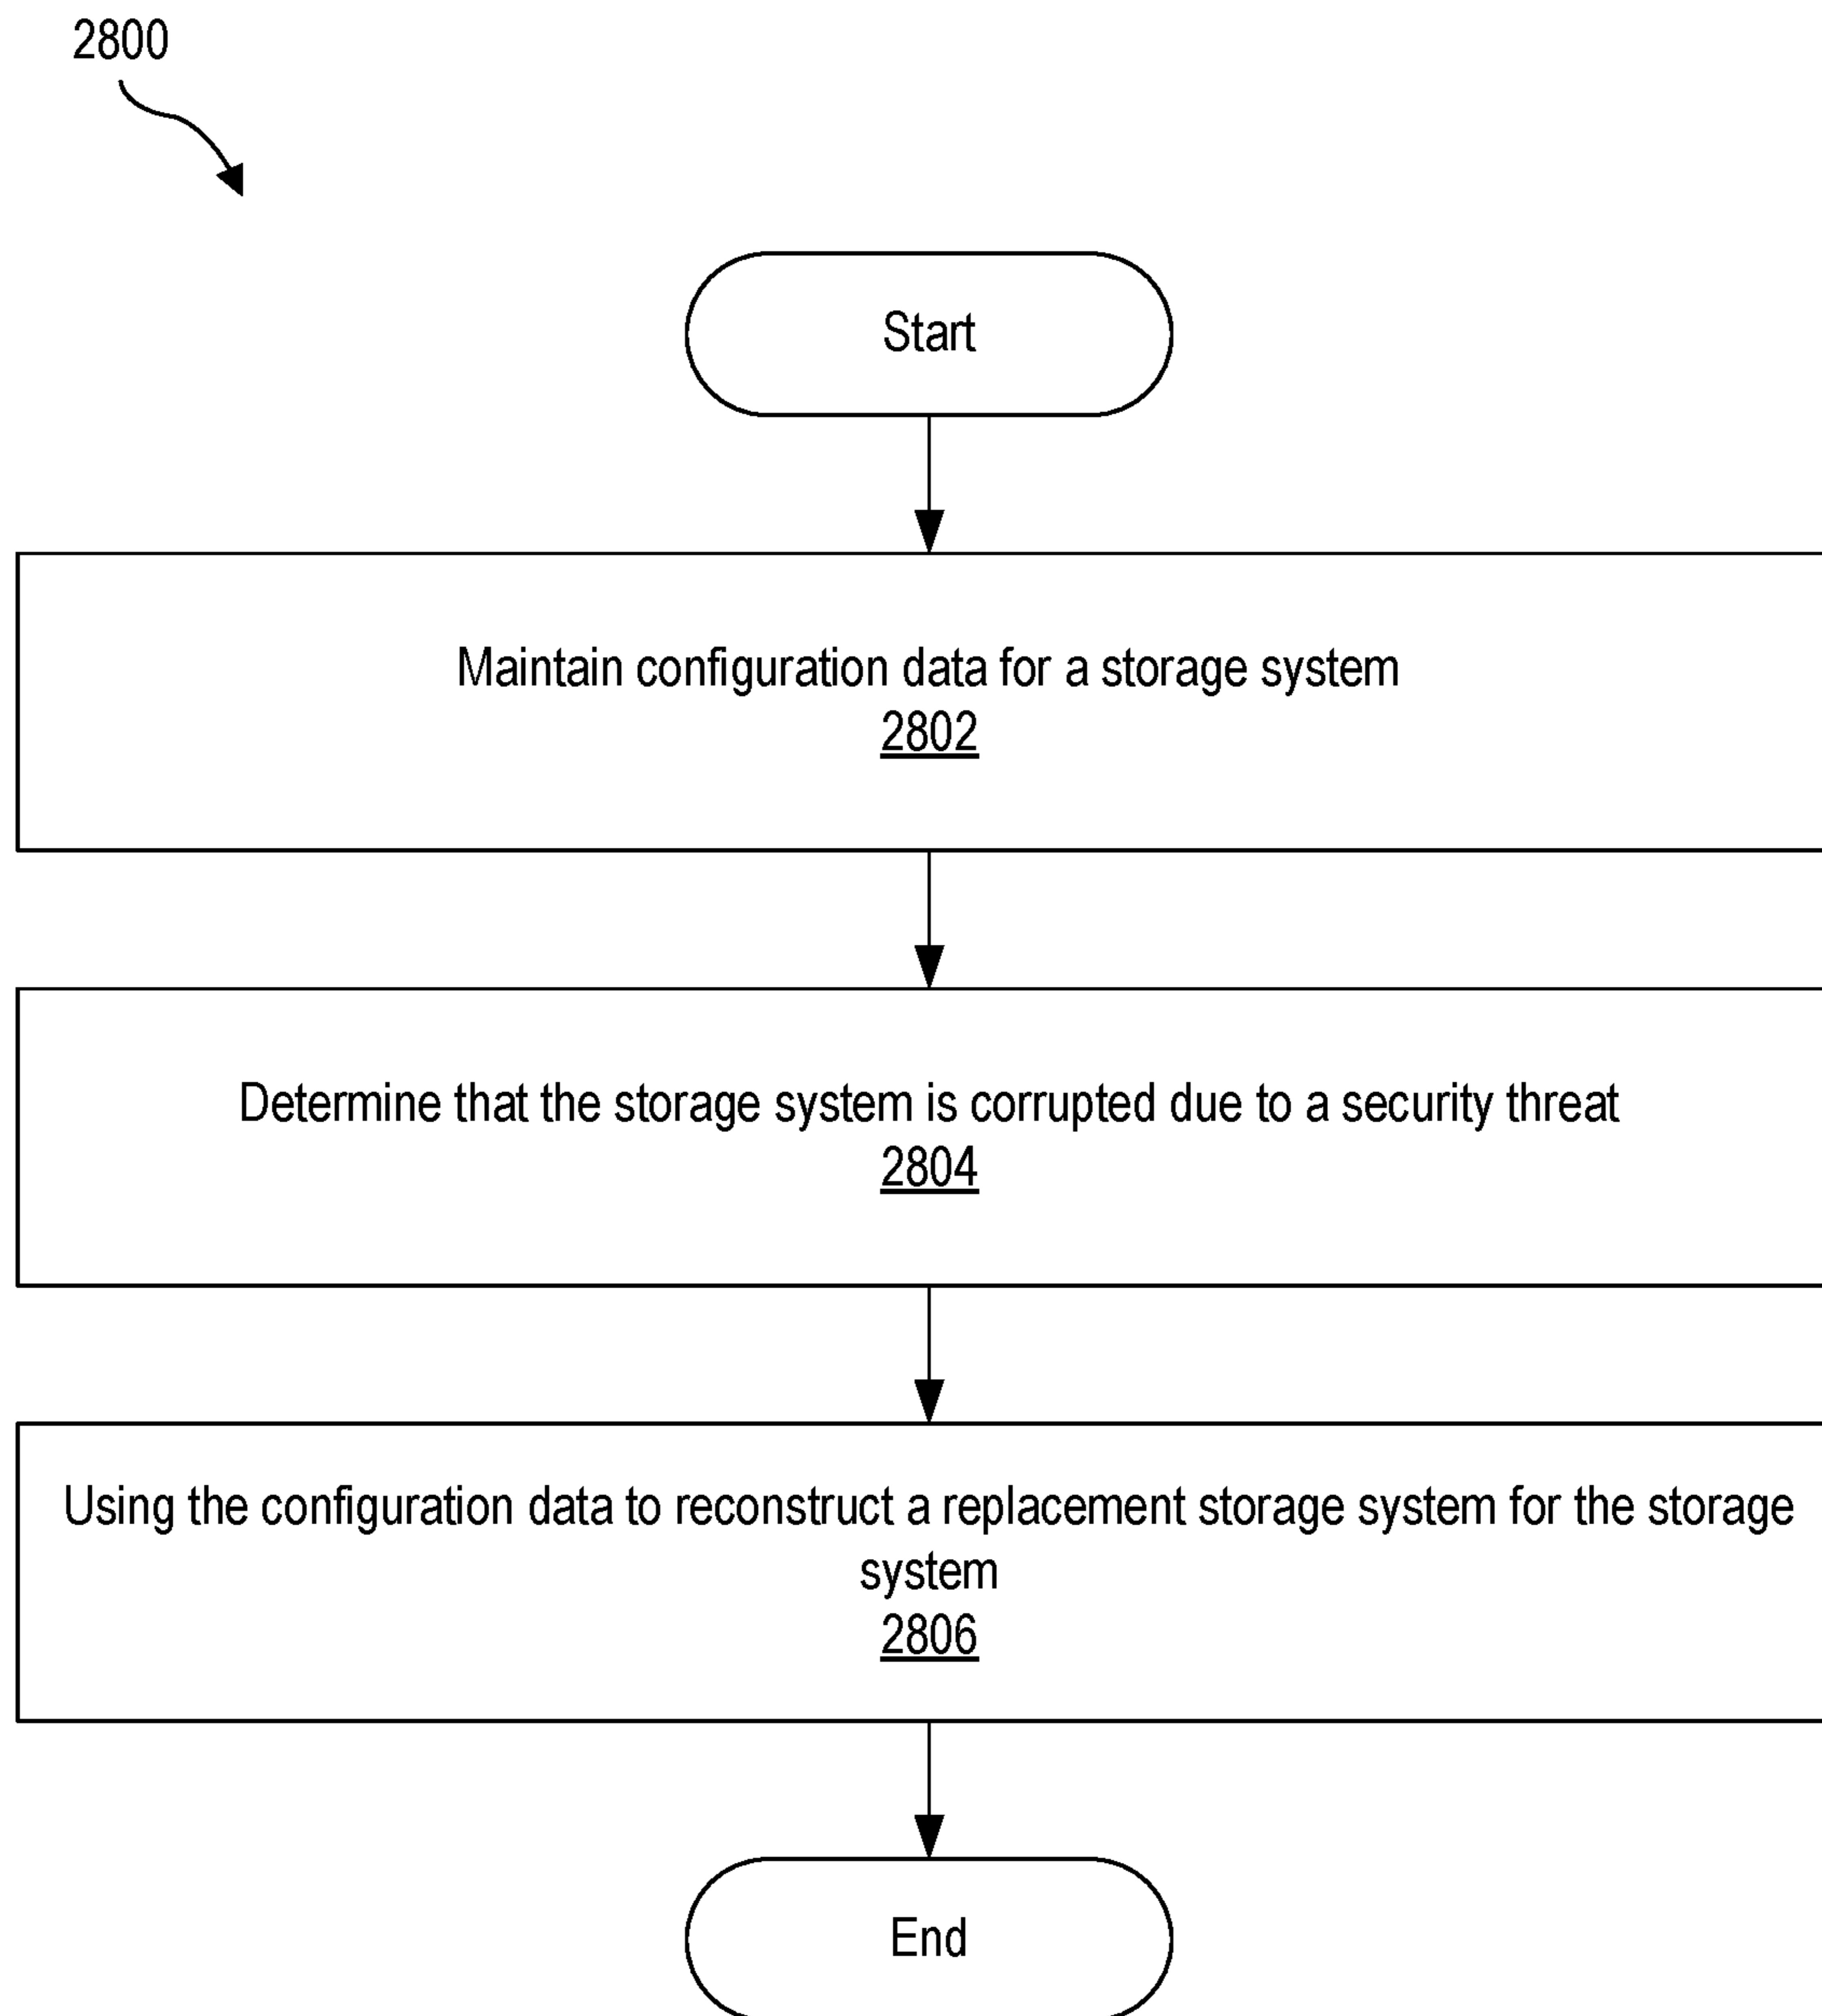 2800
Start
Maintain configuration data for a storage system
2802
Determine that the storage system is corrupted due to a security threat
2804
Using the configuration data to reconstruct a replacement storage system for the storage
system
2806
End